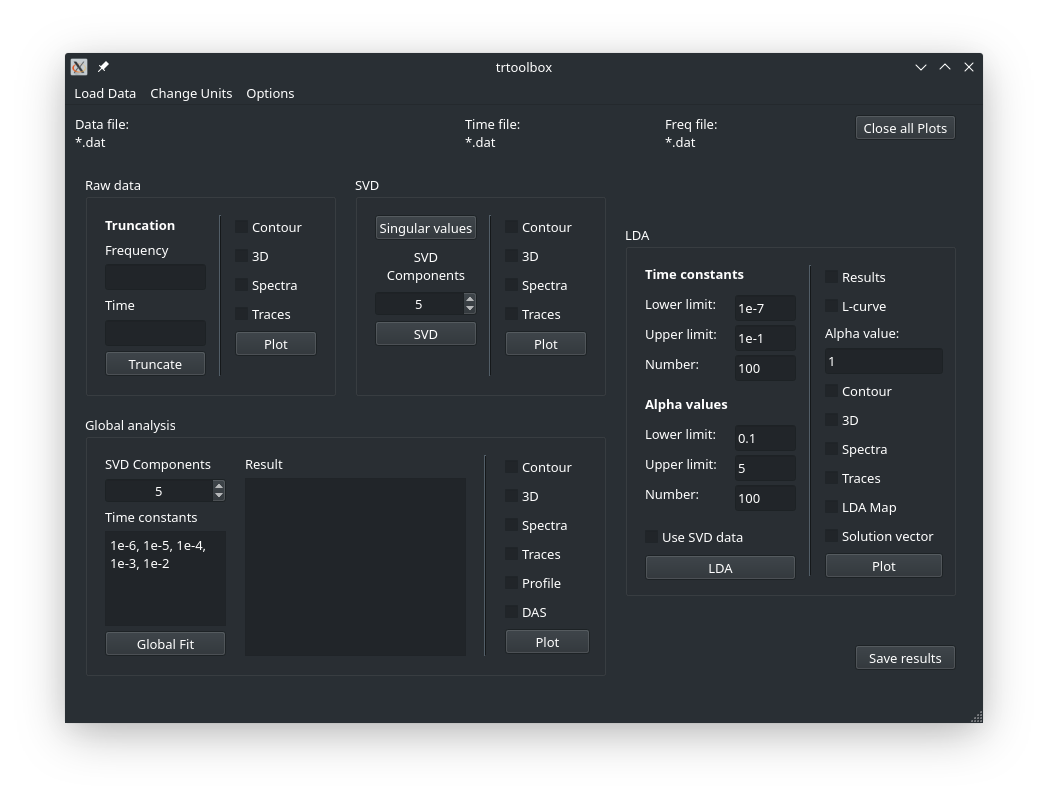 trtoolbox
Load Data Change Units Options
Data file:
*.dat
Time file:
*.dat
Freq file:
*.dat
Close all Plots
Raw data
Truncation
Frequency
Time
Truncate
Contour
3D
Spectra
Traces
Plot
SVD
Singular values
SVD
Components
5
SVD
Contour
3D
Spectra
Traces
Plot
LDA
Time constants
Lower limit: 1e-7
Upper limit: 1e-1
Number: 100
Alpha values
Lower limit: 0.1
Upper limit: 5
Number: 100
Use SVD data
LDA
Results
L-curve
Alpha value:
1
Contour
3D
Spectra
Traces
LDA Map
Solution vector
Plot
Global analysis
SVD Components
5
Time constants
1e-6, 1e-5, 1e-4,
1e-3, 1e-2
Global Fit
Result
Contour
3D
Spectra
Traces
Profile
DAS
Plot
Save results